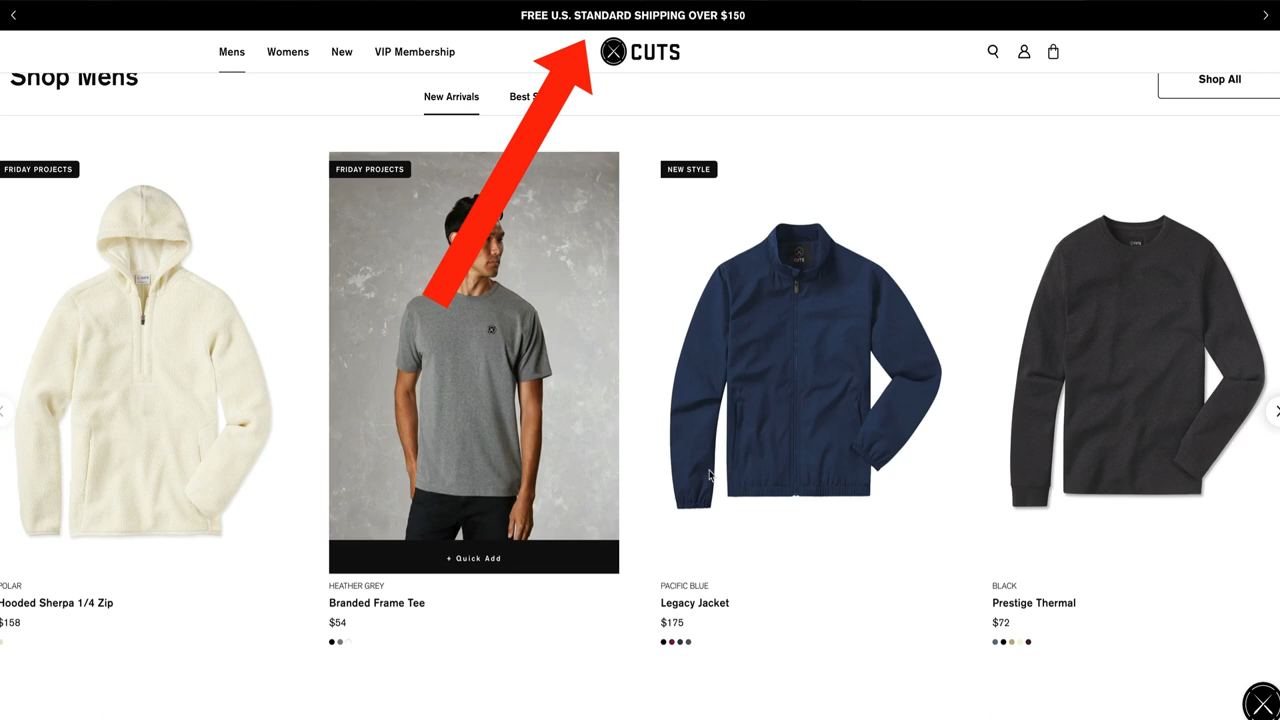 FREE U.S. STANDARD SHIPPING OVER $150
Mens Womens New VIP Membership
CUTS
Shop Mens
Shop All
New Arrivals Best
FRIDAY PROJECTS
FRIDAY PROJECTS
NEW STYLE
CUTS
+ Quick Add
POLAR
Hooded Sherpa 1/4 Zip
$158
HEATHER GREY
Branded Frame Tee
$54
PACIFIC BLUE
Legacy Jacket
$175
BLACK
Prestige Thermal
$72